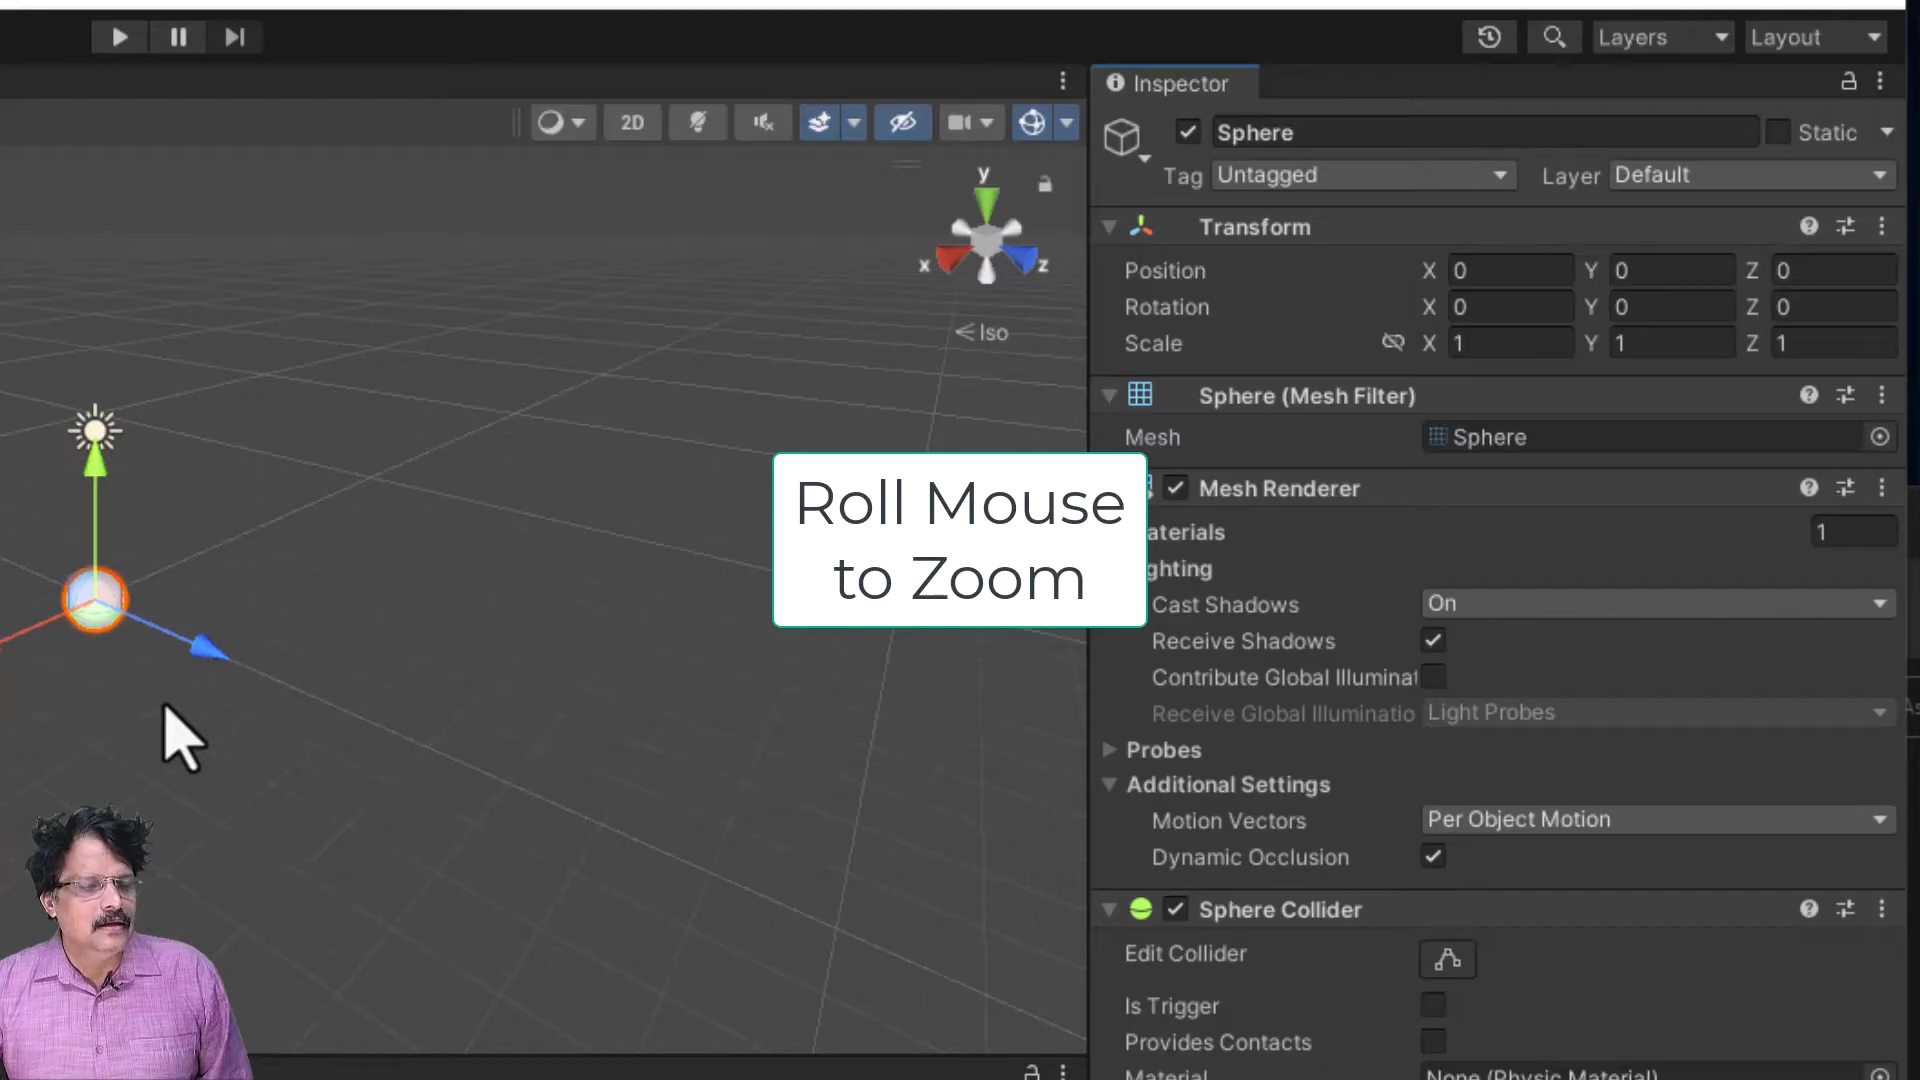 Layers
Layout
Inspector
2D
Sphere
Static
Tag Untagged
Layer Default
y
x
z
Iso
Transform
Position X 0 Y 0 Z 0
Rotation X 0 Y 0 Z 0
Scale X 1 Y 1 Z 1
Sphere (Mesh Filter)
Mesh Sphere
Mesh Renderer
Roll Mouse
to Zoom
aterials 1
ghting
Cast Shadows On
Receive Shadows
Contribute Global Illuminat
Receive Global Illuminatio Light Probes
As
Probes
Additional Settings
Motion Vectors Per Object Motion
Dynamic Occlusion
Sphere Collider
Edit Collider
Is Trigger
Provides Contacts
Material None (Physic Material)